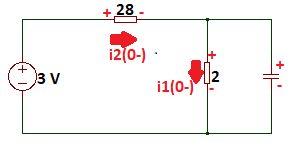 + 28 -
i2(0-)
+
i1(0-) 2
-
+
-
+
-
3 V